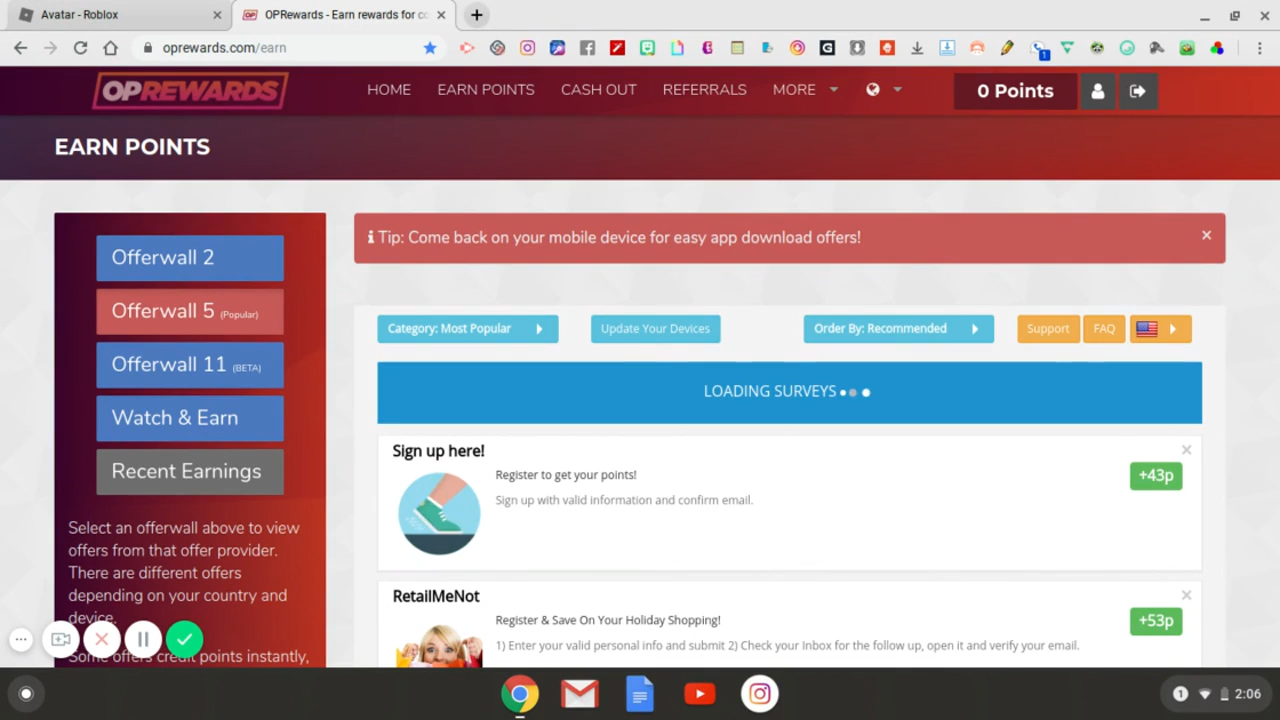 Avatar - Roblox
OPRewards - Earn rewards for co
oprewards.com/earn
1
OPREWARDS
HOME
EARN POINTS
CASH OUT
REFERRALS
MORE
0 Points
EARN POINTS
Offerwall 2
Offerwall 5 (Popular)
Offerwall 11 (BETA)
Watch & Earn
Recent Earnings
Select an offerwall above to view
offers from that offer provider.
There are different offers
depending on your country and
device.
Some offers credit points instantly,
Tip: Come back on your mobile device for easy app download offers!
Category: Most Popular
Update Your Devices
Order By: Recommended
Support
FAQ
LOADING SURVEYS
Sign up here!
Register to get your points!
Sign up with valid information and confirm email.
+43p
RetailMeNot
Register & Save On Your Holiday Shopping!
1) Enter your valid personal info and submit 2) Check your Inbox for the follow up, open it and verify your email.
+53p
1
2:06